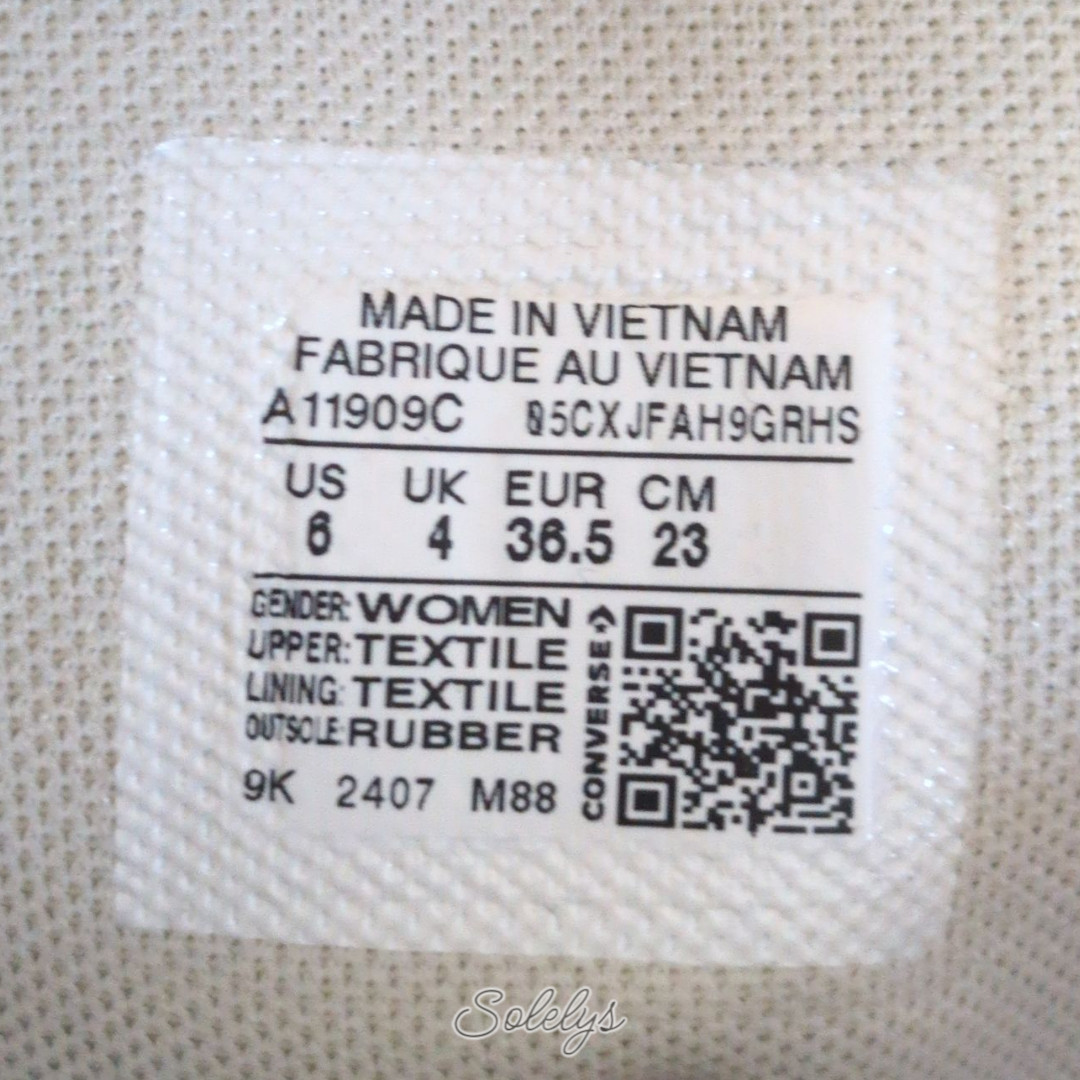 MADE IN VIETNAM
FABRIQUE AU VIETNAM
A11909C
US UK EUR CM
6 4 36.5 23
GENDER: WOMEN
UPPER: TEXTILE
LINING: TEXTILE
OUTSOLE: RUBBER
9K 2407 M88
CONVERSE
Solelys